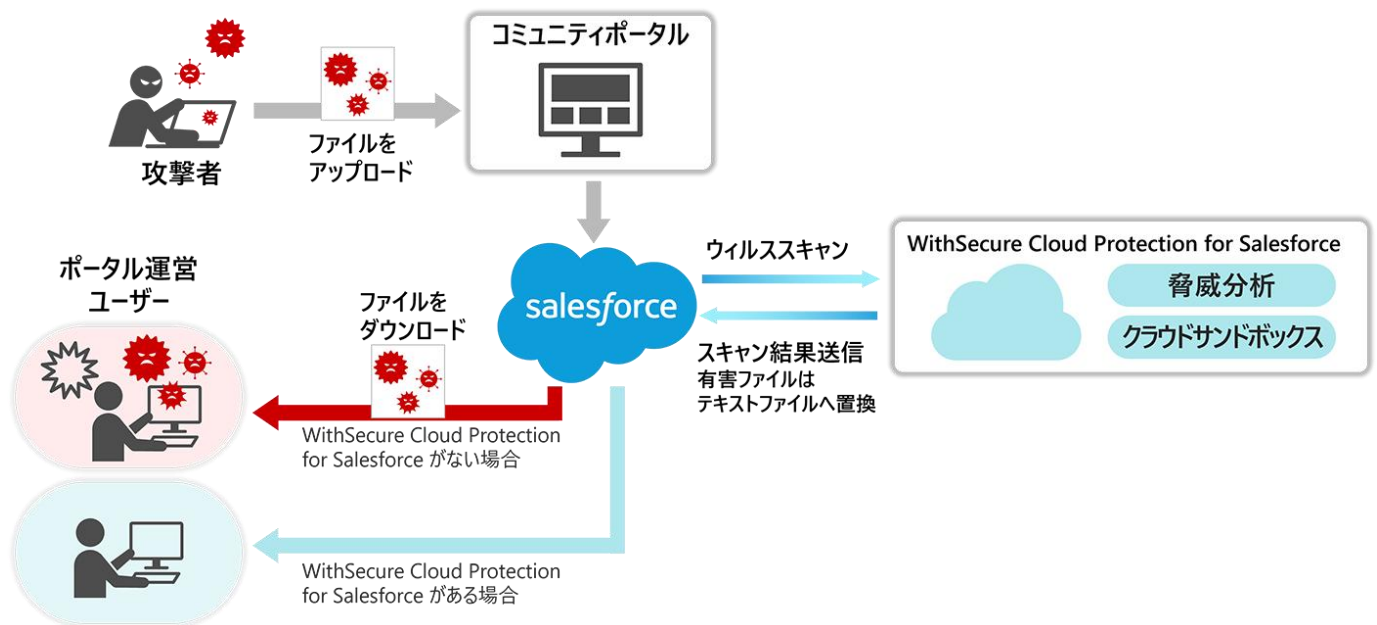 コミュニティポータル
ファイルを
アップロード
攻撃者
salesforce
ウィルススキャン
スキャン結果送信
有害ファイルは
テキストファイルへ置換
WithSecure Cloud Protection for Salesforce
脅威分析
クラウドサンドボックス
ポータル運営
ユーザー
ファイルを
ダウンロード
WithSecure Cloud Protection
for Salesforce がない場合
WithSecure Cloud Protection
for Salesforce がある場合